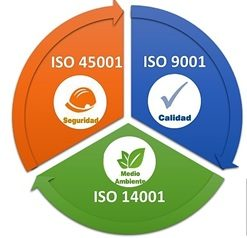 ISO 45001
Seguridad
ISO 9001
Calidad
Medio
Ambiente
ISO 14001